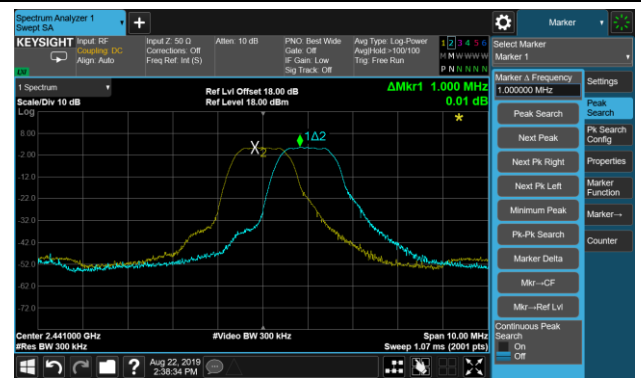 Spectrum Analyzer 1
Swept SA
+
Marker
KEYSIGHT
Input: RF
Coupling: DC
Align: Auto
Input Z: 50 Ω
Corrections: Off
Freq Ref: Int (S)
Atten: 10 dB
PNO: Best Wide
Gate: Off
IF Gain: Low
Sig Track: Off
Avg Type: Log-Power
Avg|Hold:>100/100
Trig: Free Run
1 2 3 4 5 6
M M W W W W
P N N N N N
Select Marker
Marker 1
LW
1 Spectrum
Scale/Div 10 dB
Log
Ref Lvl Offset 18.00 dB
Ref Level 18.00 dBm
ΔMkr1 1.000 MHz
0.01 dB
Marker Δ Frequency
1.000000 MHz
Settings
Peak Search
Next Peak
Next Pk Right
Next Pk Left
Minimum Peak
Pk-Pk Search
Marker Delta
Mkr→CF
Mkr→Ref Lvl
Continuous Peak
Search
On
Off
Peak
Search
Pk Search
Config
Properties
Marker
Function
Marker→
Counter
8.00
-2.00
-12.0
-22.0
-32.0
-42.0
-52.0
-62.0
-72.0
X2
1Δ2
*
Center 2.441000 GHz
#Res BW 300 kHz
#Video BW 300 kHz
Span 10.00 MHz
Sweep 1.07 ms (2001 pts)
?
Aug 22, 2019
2:38:34 PM